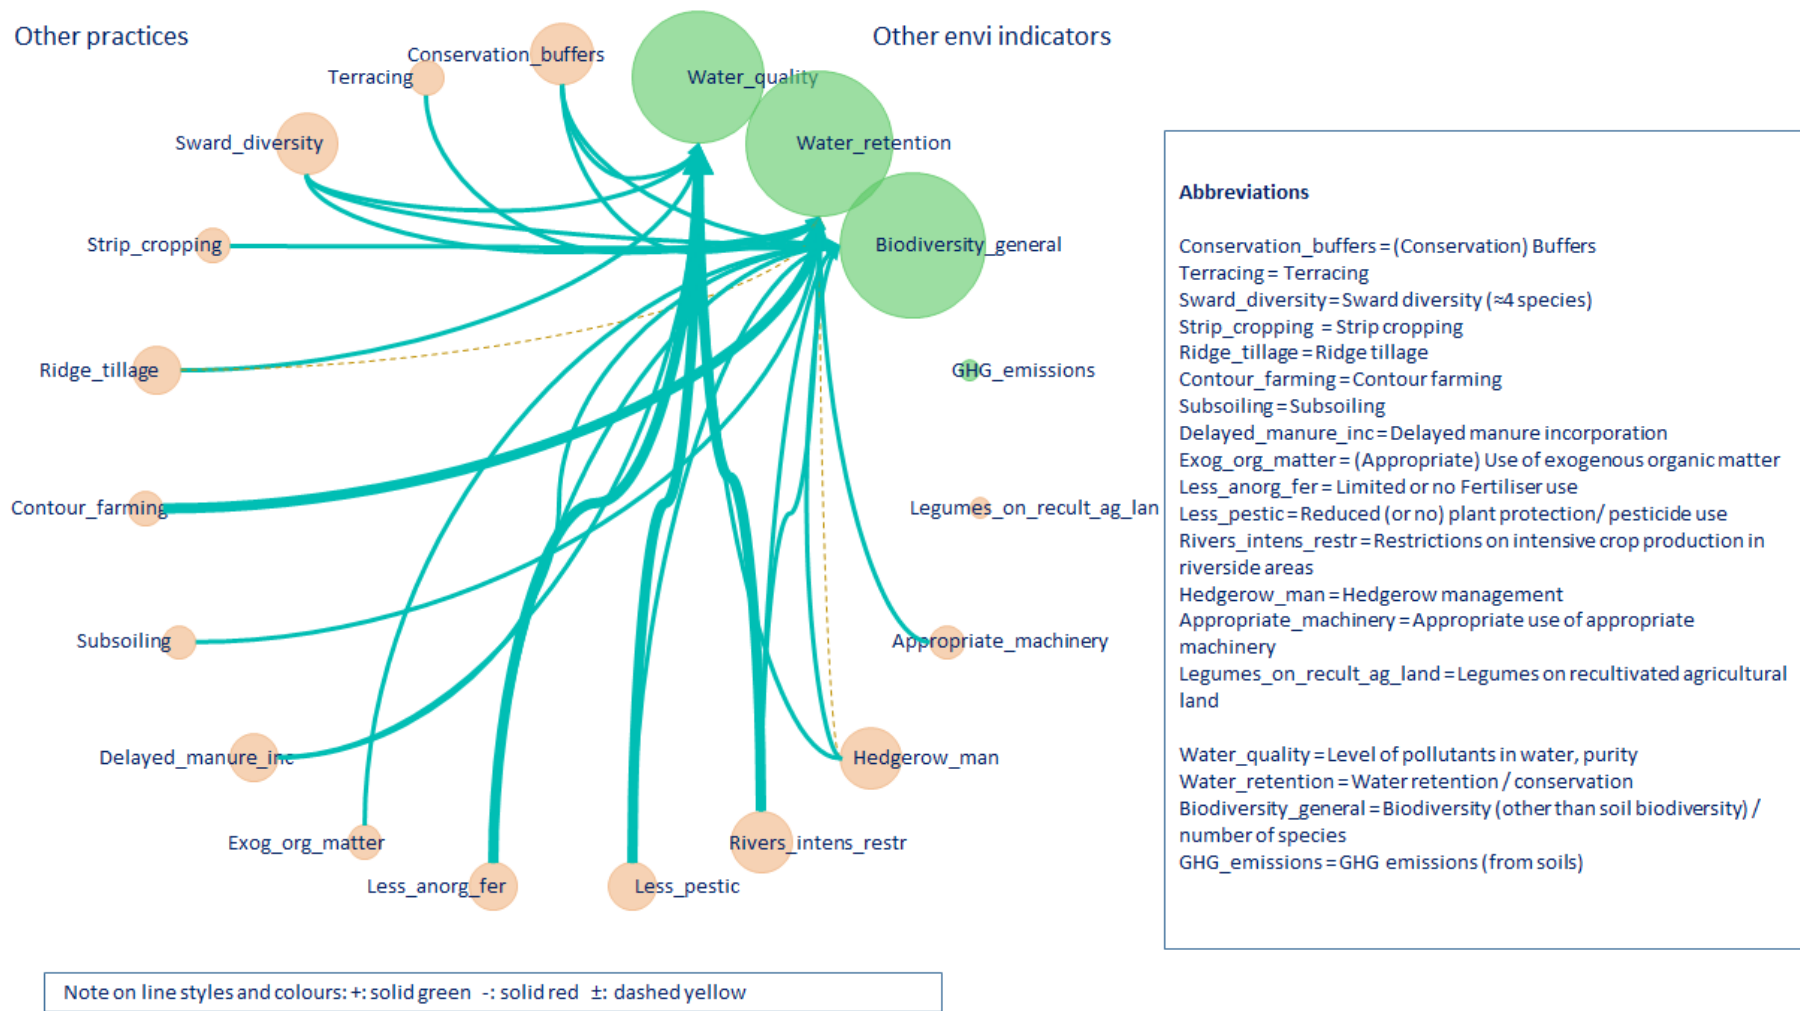 Other practices
Other envi indicators
Conservation_buffers
Terracing
Water_quality
Sward_diversity
Water_retention
Strip_cropping
Biodiversity_general
Ridge_tillage
GHG_emissions
Contour_farming
Legumes_on_recult_ag_lan
Subsoiling
Appropriate_machinery
Delayed_manure_inc
Hedgerow_man
Exog_org_matter
Rivers_intens_restr
Less_anorg_fer
Less_pestic
Abbreviations
Conservation_buffers = (Conservation) Buffers
Terracing = Terracing
Sward_diversity = Sward diversity (≈4 species)
Strip_cropping = Strip cropping
Ridge_tillage = Ridge tillage
Contour_farming = Contour farming
Subsoiling = Subsoiling
Delayed_manure_inc = Delayed manure incorporation
Exog_org_matter = (Appropriate) Use of exogenous organic matter
Less_anorg_fer = Limited or no Fertiliser use
Less_pestic = Reduced (or no) plant protection/ pesticide use
Rivers_intens_restr = Restrictions on intensive crop production in
riverside areas
Hedgerow_man = Hedgerow management
Appropriate_machinery = Appropriate use of appropriate
machinery
Legumes_on_recult_ag_land = Legumes on recultivated agricultural
land
Water_quality = Level of pollutants in water, purity
Water_retention = Water retention / conservation
Biodiversity_general = Biodiversity (other than soil biodiversity) /
number of species
GHG_emissions = GHG emissions (from soils)
Note on line styles and colours: +: solid green -: solid red ±: dashed yellow